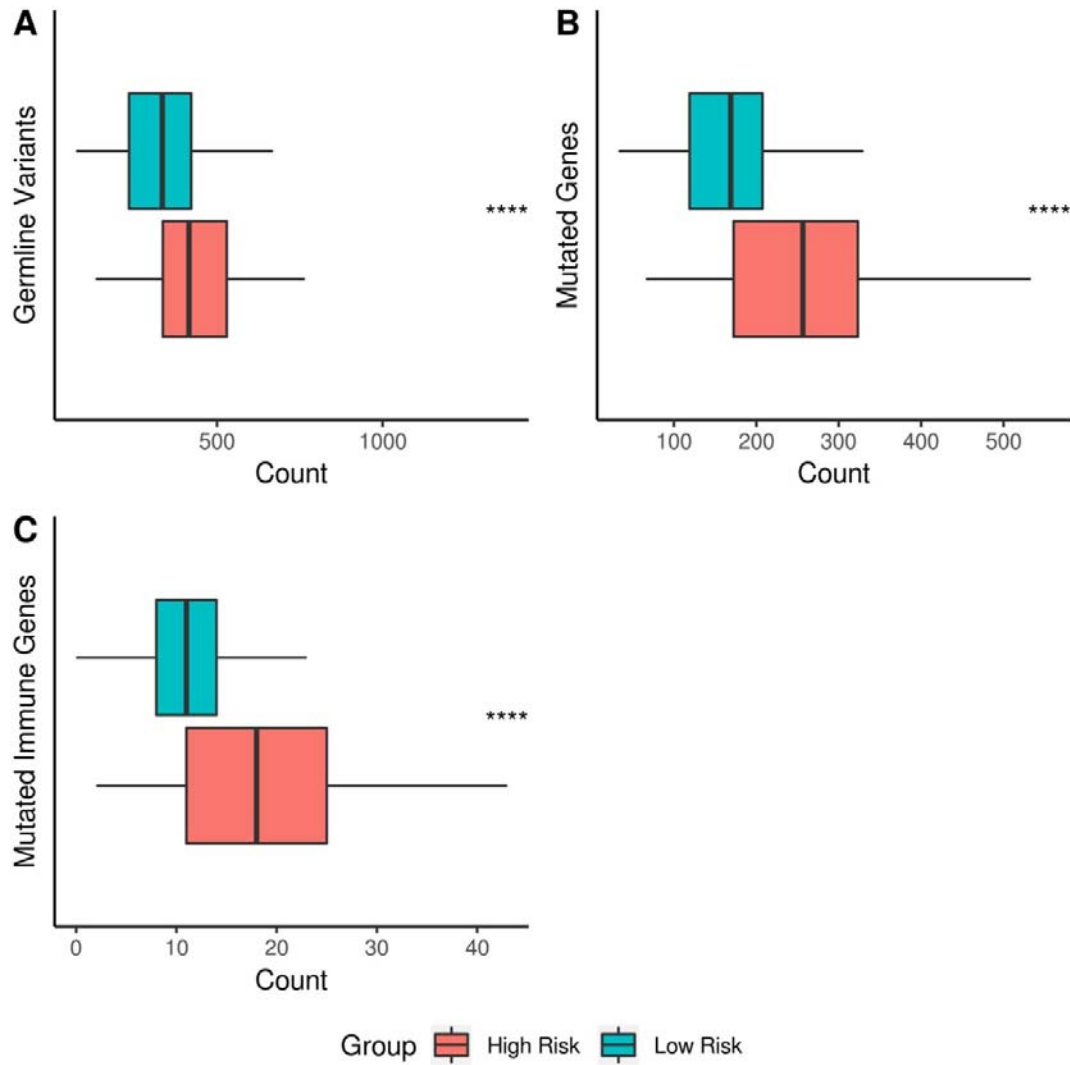 A
Germline Variants
****
500 1000
Count
B
Mutated Genes
****
100 200 300 400 500
Count
C
Mutated Immune Genes
****
0 10 20 30 40
Count
Group High Risk Low Risk